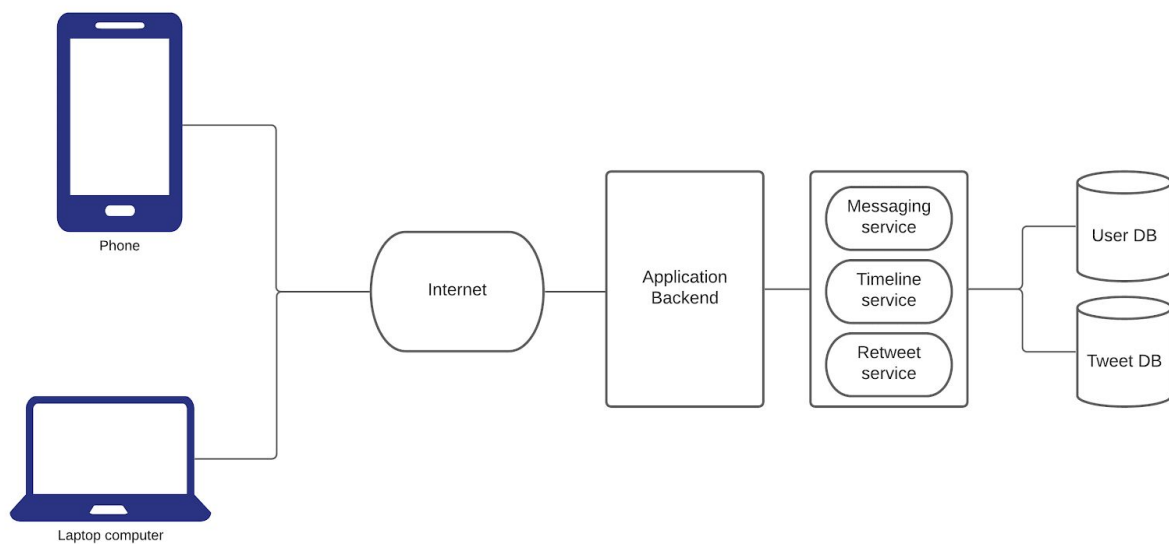 Phone
Laptop computer
Internet
Application
Backend
Messaging
service
Timeline
service
Retweet
service
User DB
Tweet DB